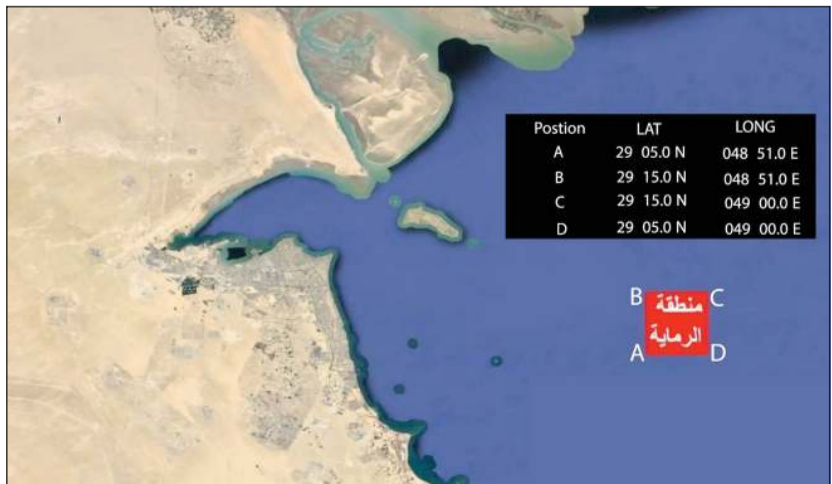 Postion LAT LONG
A 29 05.0 N 048 51.0 E
B 29 15.0 N 048 51.0 E
C 29 15.0 N 049 00.0 E
D 29 05.0 N 049 00.0 E
B منطقة C
الرماية
A D